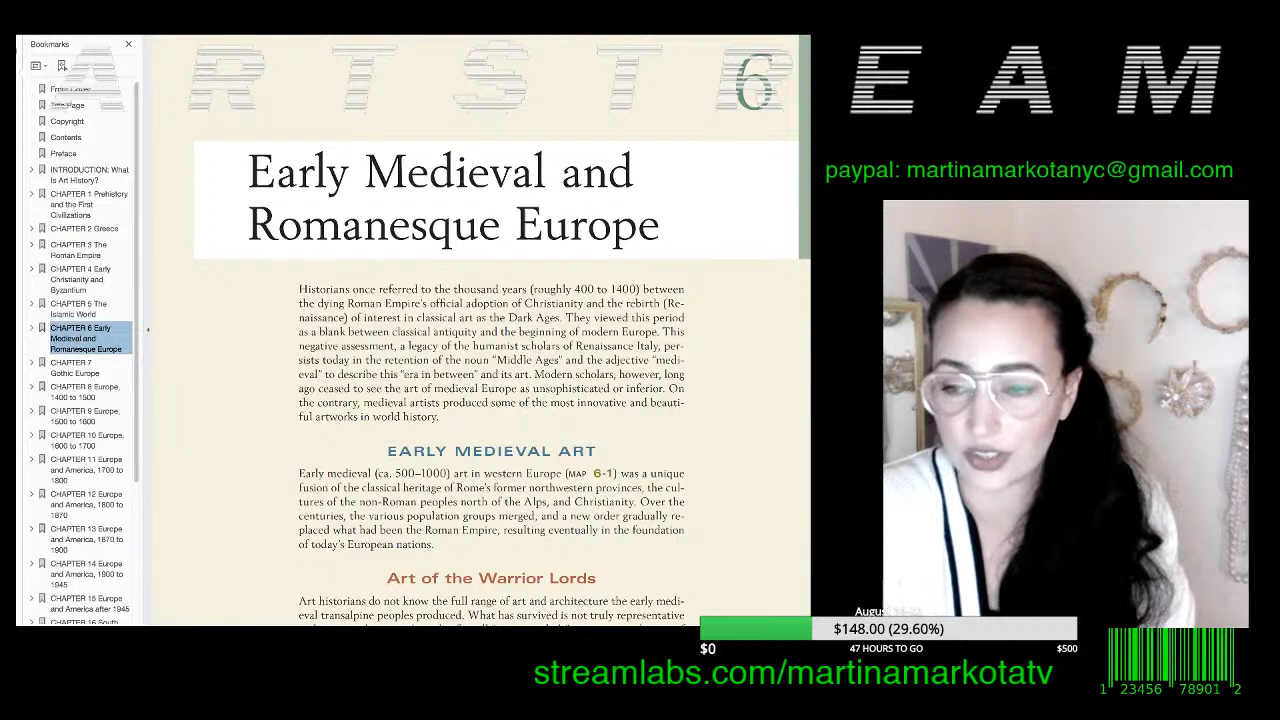 ARTSTREAM
Bookmarks
Front Cover
Title Page
Copyright
Contents
Preface
INTRODUCTION: What
Is Art History?
CHAPTER 1 Prehistory
and the First
Civilizations
CHAPTER 2 Greece
CHAPTER 3 The
Roman Empire
CHAPTER 4 Early
Christianity and
Byzantium
CHAPTER 5 The
Islamic World
CHAPTER 6 Early
Medieval and
Romanesque Europe
CHAPTER 7
Gothic Europe
CHAPTER 8 Europe,
1400 to 1500
CHAPTER 9 Europe,
1500 to 1600
CHAPTER 10 Europe,
1600 to 1700
CHAPTER 11 Europe
and America, 1700 to
1800
CHAPTER 12 Europe
and America, 1800 to
1870
CHAPTER 13 Europe
and America, 1870 to
1900
CHAPTER 14 Europe
and America, 1900 to
1945
CHAPTER 15 Europe
and America after 1945
CHAPTER 16 South
6
Early Medieval and
Romanesque Europe
Historians once referred to the thousand years (roughly 400 to 1400) between
the dying Roman Empire's official adoption of Christianity and the rebirth (Re-
naissance) of interest in classical art as the Dark Ages. They viewed this period
as a blank between classical antiquity and the beginning of modern Europe. This
negative assessment, a legacy of the humanist scholars of Renaissance Italy, per-
sists today in the retention of the noun "Middle Ages" and the adjective "medi-
eval" to describe this "era in between" and its art. Modern scholars, however, long
ago ceased to see the art of medieval Europe as unsophisticated or inferior. On
the contrary, medieval artists produced some of the most innovative and beauti-
ful artworks in world history.
EARLY MEDIEVAL ART
Early medieval (ca. 500–1000) art in western Europe (MAP 6-1) was a unique
fusion of the classical heritage of Rome's former northwestern provinces, the cul-
tures of the non-Roman peoples north of the Alps, and Christianity. Over the
centuries, the various population groups merged, and a new order gradually re-
placed what had been the Roman Empire, resulting eventually in the foundation
of today's European nations.
Art of the Warrior Lords
Art historians do not know the full range of art and architecture the early medi-
eval transalpine peoples produced. What has survived is not truly representative
paypal: martinamarkotanyc@gmail.com
August
$148.00 (29.60%)
$0
47 HOURS TO GO
$500
streamlabs.com/martinamarkotatv
1 23456 78901 2